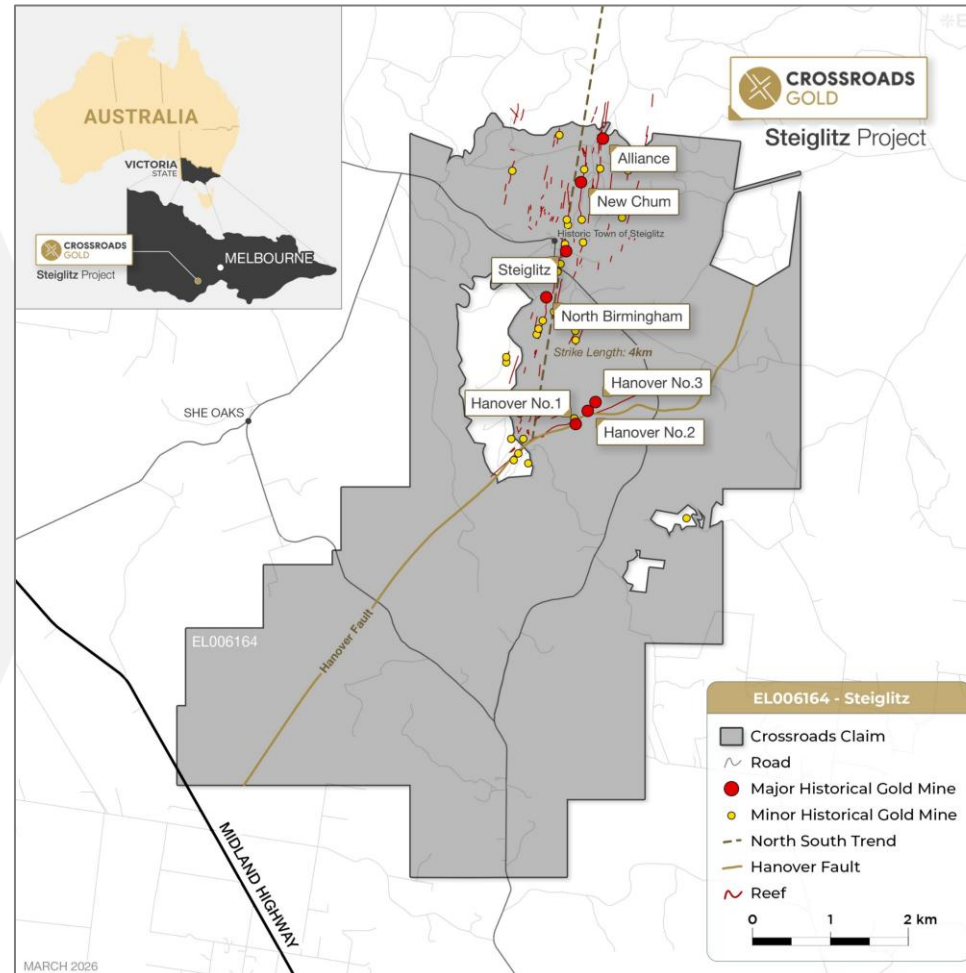 AUSTRALIA
VICTORIA
STATE
CROSSROADS
GOLD
Steiglitz Project
MELBOURNE
CROSSROADS
GOLD
Steiglitz Project
Alliance
New Chum
Historic Town of Steiglitz
Steiglitz
North Birmingham
Strike Length: 4km
Hanover No.3
Hanover No.1
Hanover No.2
SHE OAKS
EL006164
Hanover Fault
MIDLAND HIGHWAY
EL006164 - Steiglitz
Crossroads Claim
Road
Major Historical Gold Mine
Minor Historical Gold Mine
North South Trend
Hanover Fault
Reef
0 1 2 km
MARCH 2026